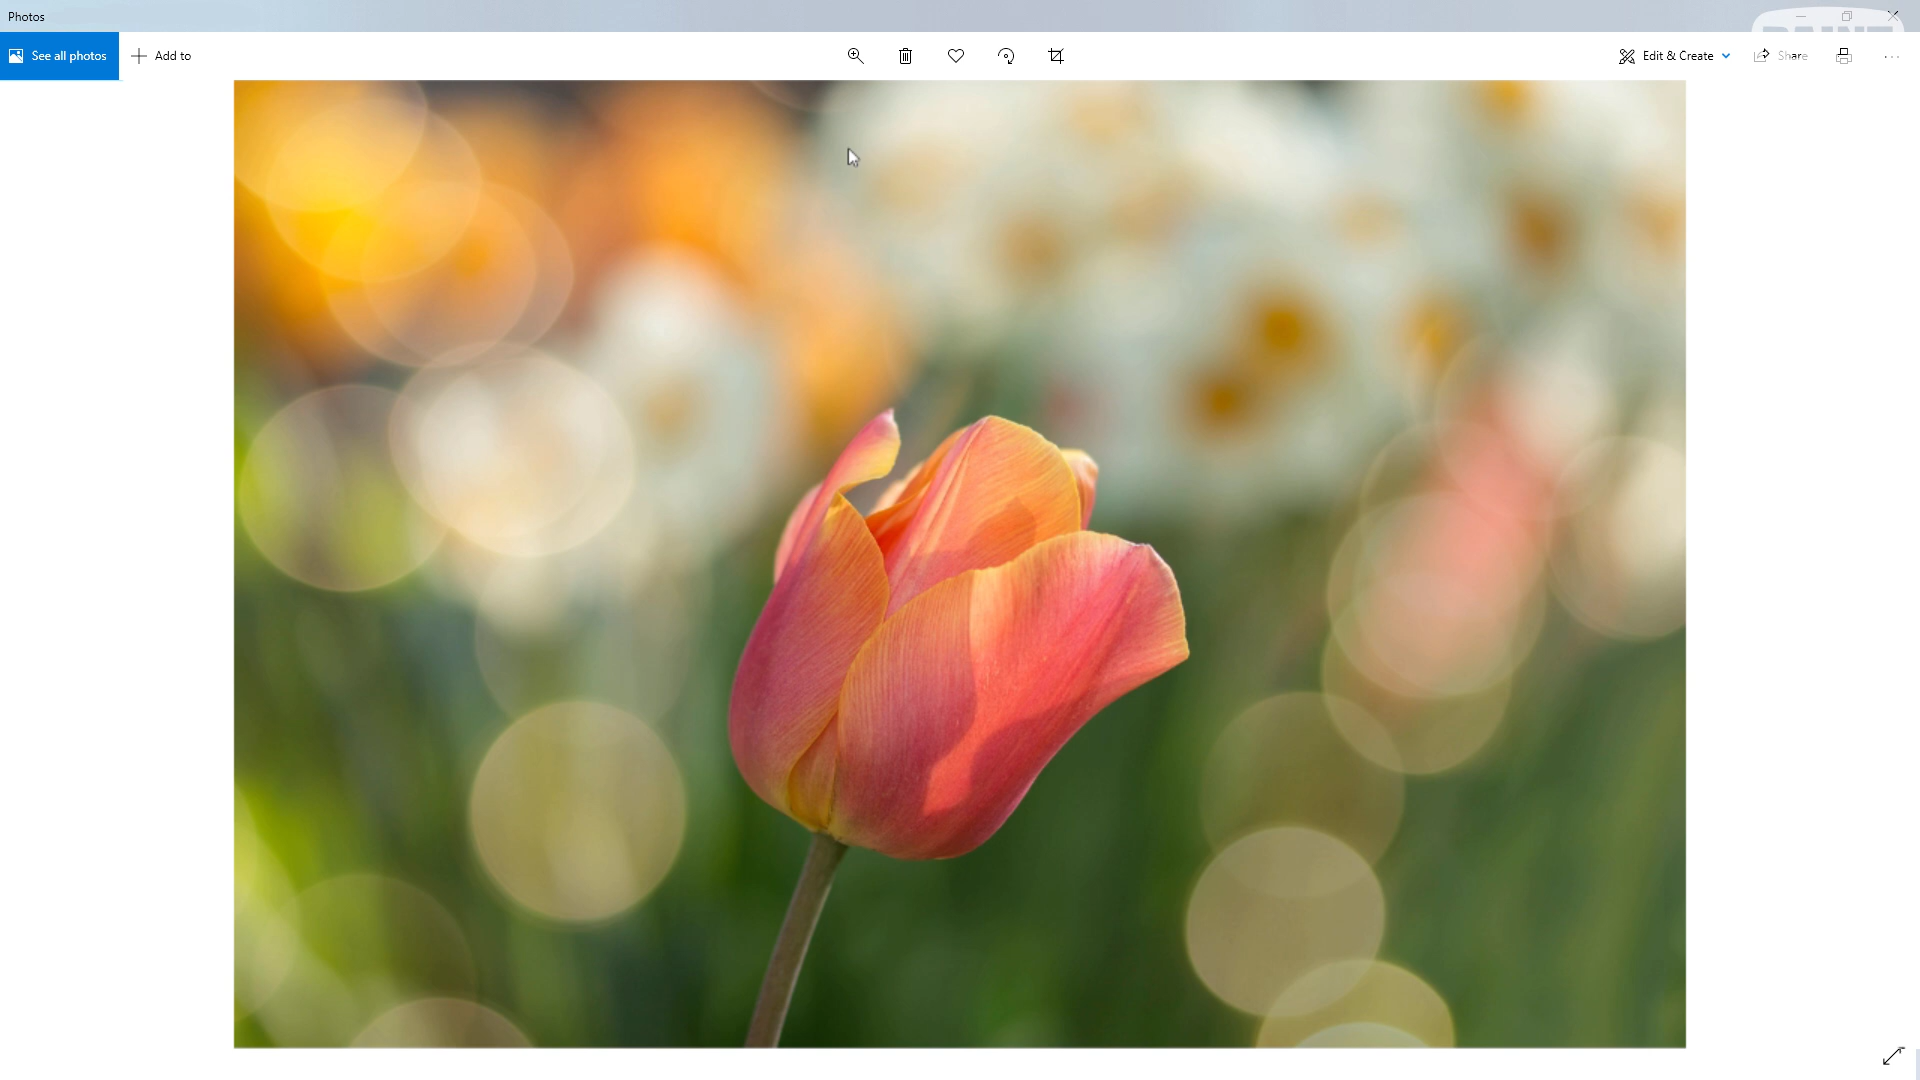 Photos
See all photos
Add to
Edit & Create
Share